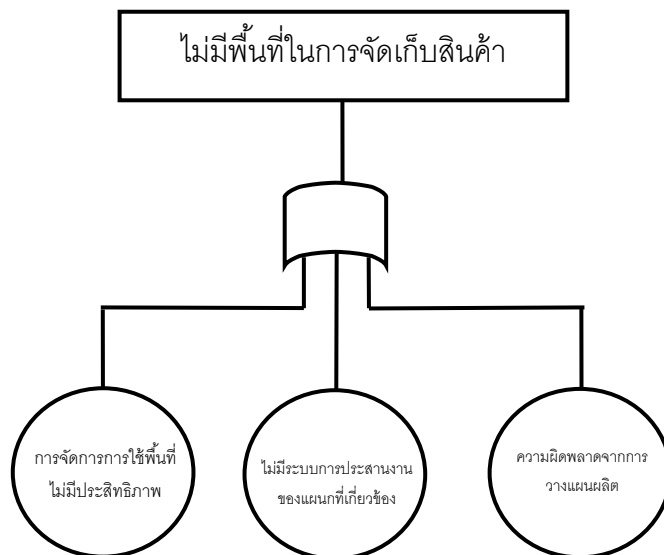 ไม่มีพื้นที่ในการจัดเก็บสินค้า
การจัดการการใช้พื้นที่
ไม่มีประสิทธิภาพ
ไม่มีระบบการประสานงาน
ของแผนกที่เกี่ยวข้อง
ความผิดพลาดจากการ
วางแผนผลิต